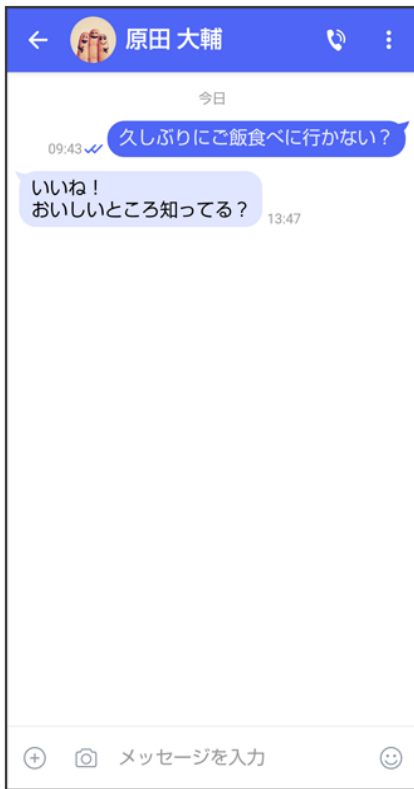 原田 大輔
今日
久しぶりにご飯食べに行かない？
09:43
いいね！
おいしいところ知ってる？
13:47
メッセージを入力